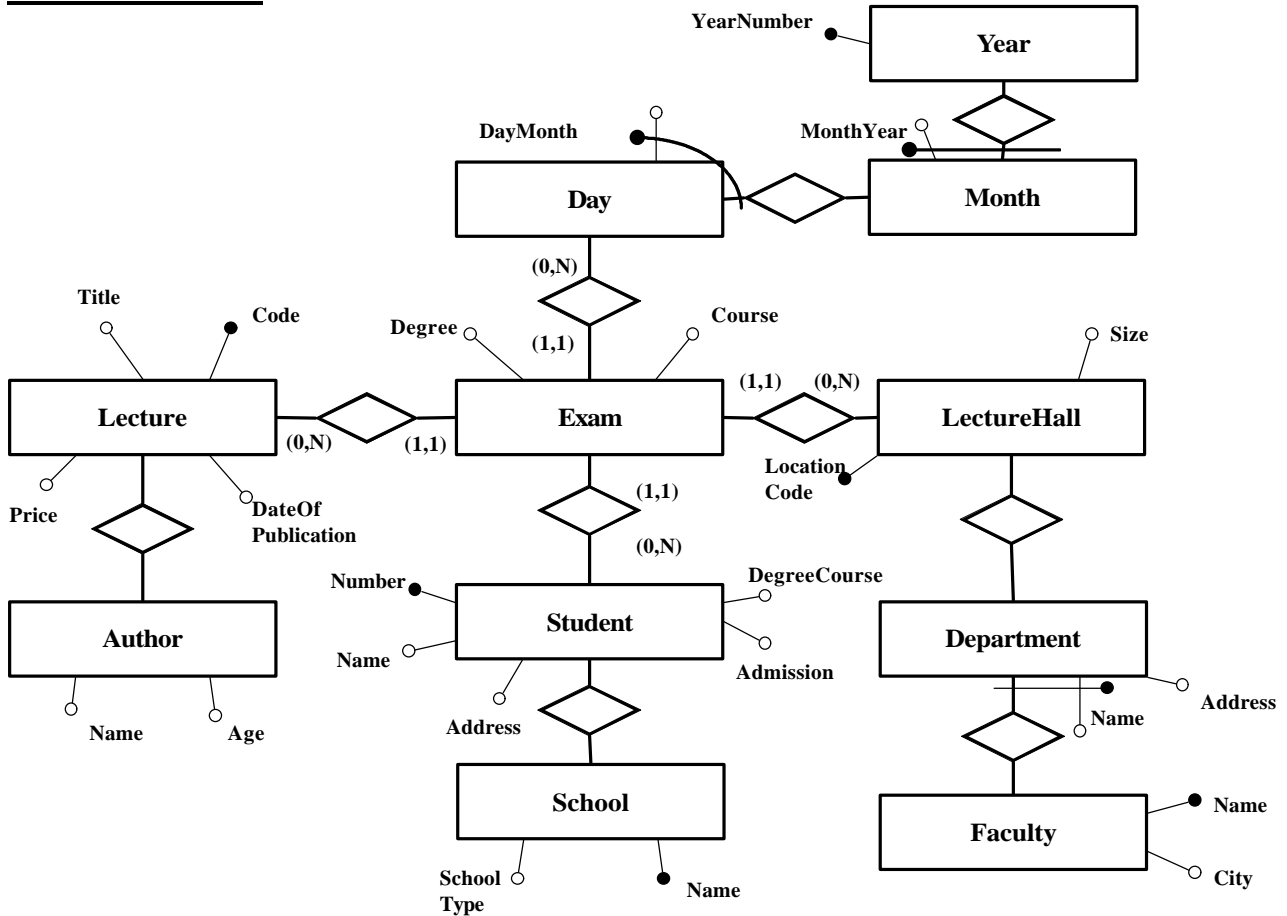 YearNumber
Year
DayMonth
MonthYear
Day
Month
(0,N)
Title
Code
Degree
Course
(1,1)
Size
Lecture
(0,N)
(1,1)
Exam
(1,1)
(0,N)
LectureHall
Location
Code
Price
DateOf
Publication
(1,1)
(0,N)
Number
DegreeCourse
Author
Student
Department
Name
Admission
Address
Name
Address
Name
Age
School
Faculty
Name
School
Type
Name
City